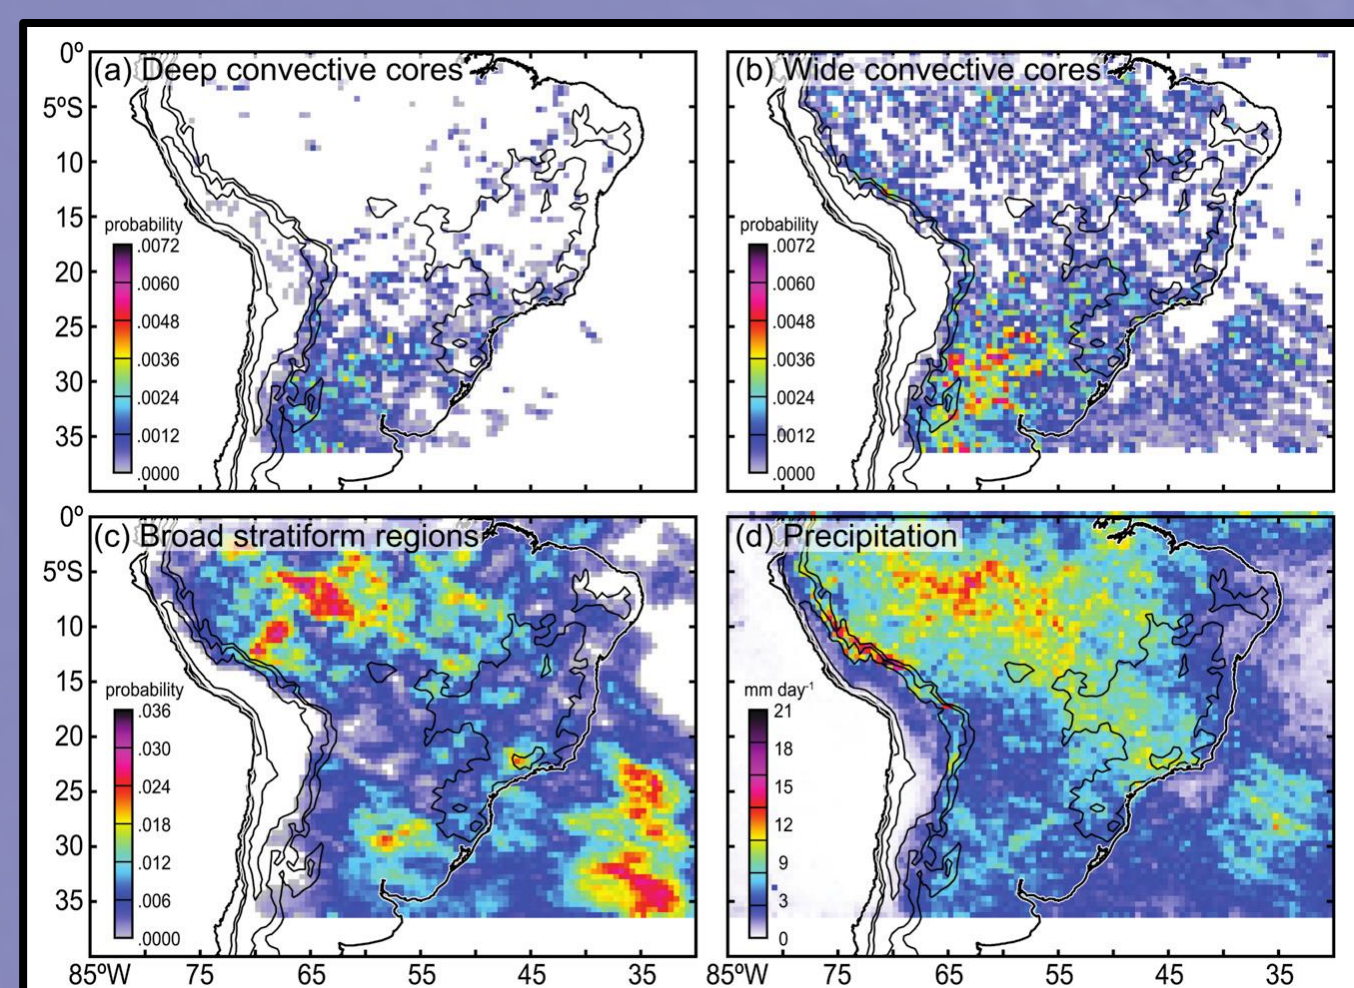 (a) Deep convective cores
(b) Wide convective cores
0º
5ºS
10
15
20
25
30
35
probability
.0072
.0060
.0048
.0036
.0024
.0012
.0000
probability
.0072
.0060
.0048
.0036
.0024
.0012
.0000
(c) Broad stratiform regions
(d) Precipitation
0º
5ºS
10
15
20
25
30
35
probability
.036
.030
.024
.018
.012
.006
.0000
mm day⁻¹
21
18
15
12
9
3
0
85ºW 75 65 55 45 35
85ºW 75 65 55 45 35